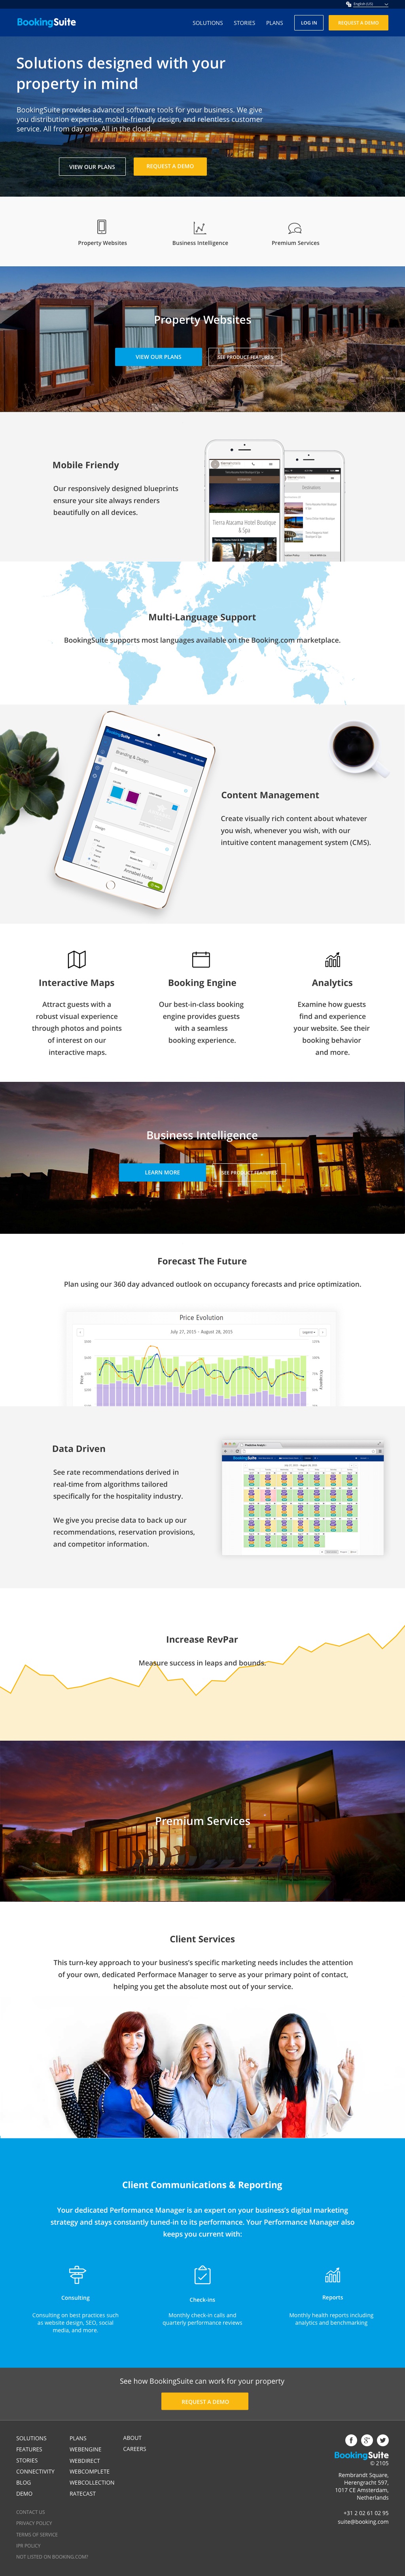 English (US)
BookingSuite
SOLUTIONS STORIES PLANS LOG IN REQUEST A DEMO
Solutions designed with your
property in mind
BookingSuite provides advanced software tools for your business. We give
you distribution expertise, mobile-friendly design, and relentless customer
service. All from day one. All in the cloud.
VIEW OUR PLANS REQUEST A DEMO
Property Websites Business Intelligence Premium Services
Property Websites
VIEW OUR PLANS SEE PRODUCT FEATURES
Mobile Friendy
Our responsively designed blueprints
ensure your site always renders
beautifully on all devices.
Tierra Atacama Hotel Boutique
& Spa
Destinations
Multi-Language Support
BookingSuite supports most languages available on the Booking.com marketplace.
BookingSuite
Branding & Design
Branding
Design
Annabel Hotel
Content Management
Create visually rich content about whatever
you wish, whenever you wish, with our
intuitive content management system (CMS).
Interactive Maps
Attract guests with a
robust visual experience
through photos and points
of interest on our
interactive maps.
Booking Engine
Our best-in-class booking
engine provides guests
with a seamless
booking experience.
Analytics
Examine how guests
find and experience
your website. See their
booking behavior
and more.
Business Intelligence
LEARN MORE SEE PRODUCT FEATURES
Forecast The Future
Plan using our 360 day advanced outlook on occupancy forecasts and price optimization.
Price Evolution
July 27, 2015 - August 28, 2015
Legend
Price
Data Driven
See rate recommendations derived in
real-time from algorithms tailored
specifically for the hospitality industry.
We give you precise data to back up our
recommendations, reservation provisions,
and competitor information.
BookingSuite
Increase RevPar
Measure success in leaps and bounds.
Premium Services
Client Services
This turn-key approach to your business's specific marketing needs includes the attention
of your own, dedicated Performace Manager to serve as your primary point of contact,
helping you get the absolute most out of your service.
Client Communications & Reporting
Your dedicated Performance Manager is an expert on your business's digital marketing
strategy and stays constantly tuned-in to its performance. Your Performance Manager also
keeps you current with:
Consulting
Consulting on best practices such
as website design, SEO, social
media, and more.
Check-ins
Monthly check-in calls and
quarterly performance reviews
Reports
Monthly health reports including
analytics and benchmarking
See how BookingSuite can work for your property
REQUEST A DEMO
SOLUTIONS
FEATURES
STORIES
CONNECTIVITY
BLOG
DEMO
PLANS
WEBENGINE
WEBDIRECT
WEBCOMPLETE
WEBCOLLECTION
RATECAST
ABOUT
CAREERS
CONTACT US
PRIVACY POLICY
TERMS OF SERVICE
IPR POLICY
NOT LISTED ON BOOKING.COM?
BookingSuite
© 2105
Rembrandt Square,
Herengracht 597,
1017 CE Amsterdam,
Netherlands
+31 2 02 61 02 95
suite@booking.com